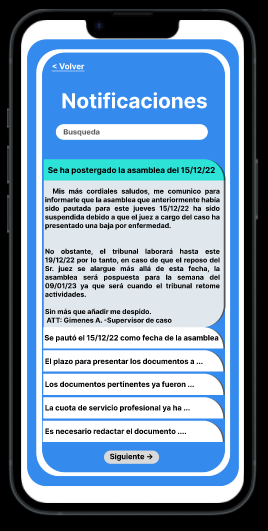 < Volver
Notificaciones
Busqueda
Se ha postergado la asamblea del 15/12/22
Mis más cordiales saludos, me comunico para
informarle que la asamblea que anteriormente había
sido pautada para este jueves 15/12/22 ha sido
suspendida debido a que el juez a cargo del caso ha
presentado una baja por enfermedad.
No obstante, el tribunal laborará hasta este
19/12/22 por lo tanto, en caso de que el reposo del
Sr. juez se alargue más allá de esta fecha, la
asamblea será pospuesta para la semana del
09/01/23 ya que será cuando el tribunal retome
actividades.
Sin más que añadir me despido.
ATT: Gimenes A. -Supervisor de caso
Se pautó el 15/12/22 como fecha de la asamblea
El plazo para presentar los documentos a ...
Los documentos pertinentes ya fueron ...
La cuota de servicio profesional ya ha ...
Es necesario redactar el documento ....
Siguiente →